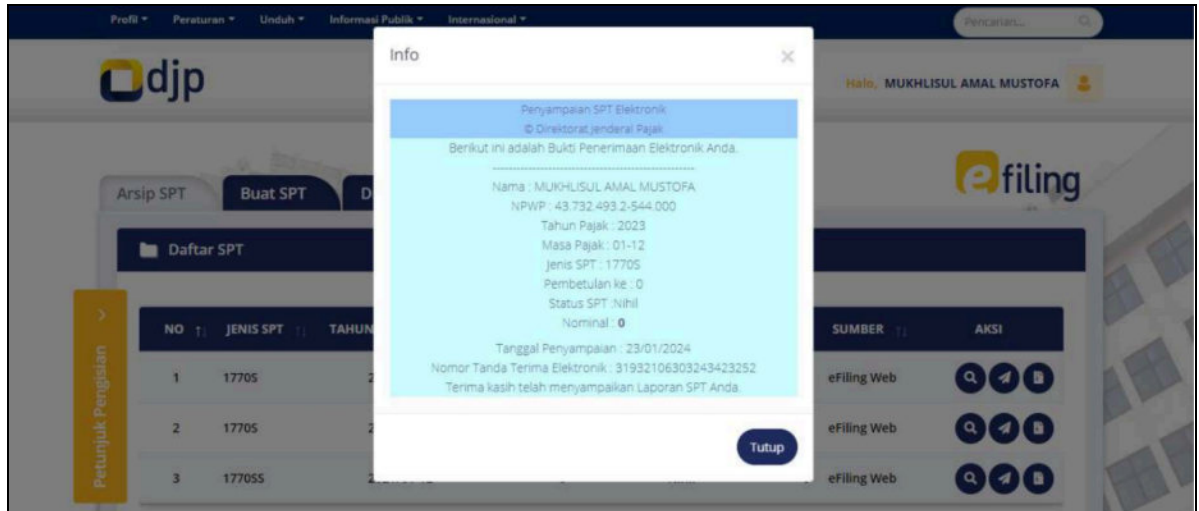 Profil Peraturan Unduh Informasi Publik Internasional Pencarian...
djp
Halo, MUKHLISUL AMAL MUSTOFA
Info
Penyampaian SPT Elektronik
© Direktorat Jenderal Pajak
Berikut ini adalah Bukti Penerimaan Elektronik Anda.
Nama : MUKHLISUL AMAL MUSTOFA
NPWP : 43.732.493.2-544.000
Tahun Pajak : 2023
Masa Pajak : 01-12
Jenis SPT : 1770S
Pembetulan ke : 0
Status SPT :Nihil
Nominal : 0
Tanggal Penyampaian : 23/01/2024
Nomor Tanda Terima Elektronik : 31932106303243423252
Terima kasih telah menyampaikan Laporan SPT Anda.
Tutup
efiling
Arsip SPT Buat SPT D
Daftar SPT
Petunjuk Pengisian
NO JENIS SPT TAHUN SUMBER AKSI
1 1770S 2 eFiling Web
2 1770S 2 eFiling Web
3 1770SS eFiling Web